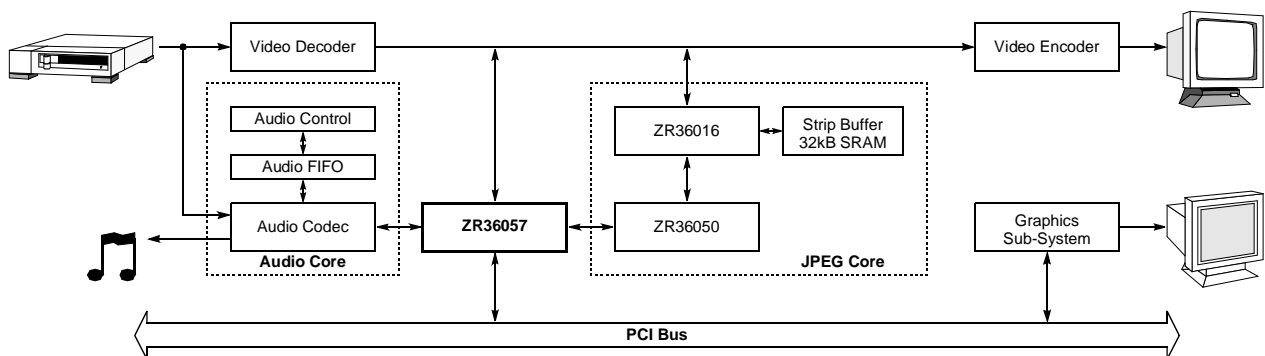 Video Decoder
Video Encoder
Audio Control
ZR36016
Strip Buffer
32kB SRAM
Audio FIFO
Audio Codec
ZR36057
ZR36050
Graphics
Sub-System
Audio Core
JPEG Core
PCI Bus